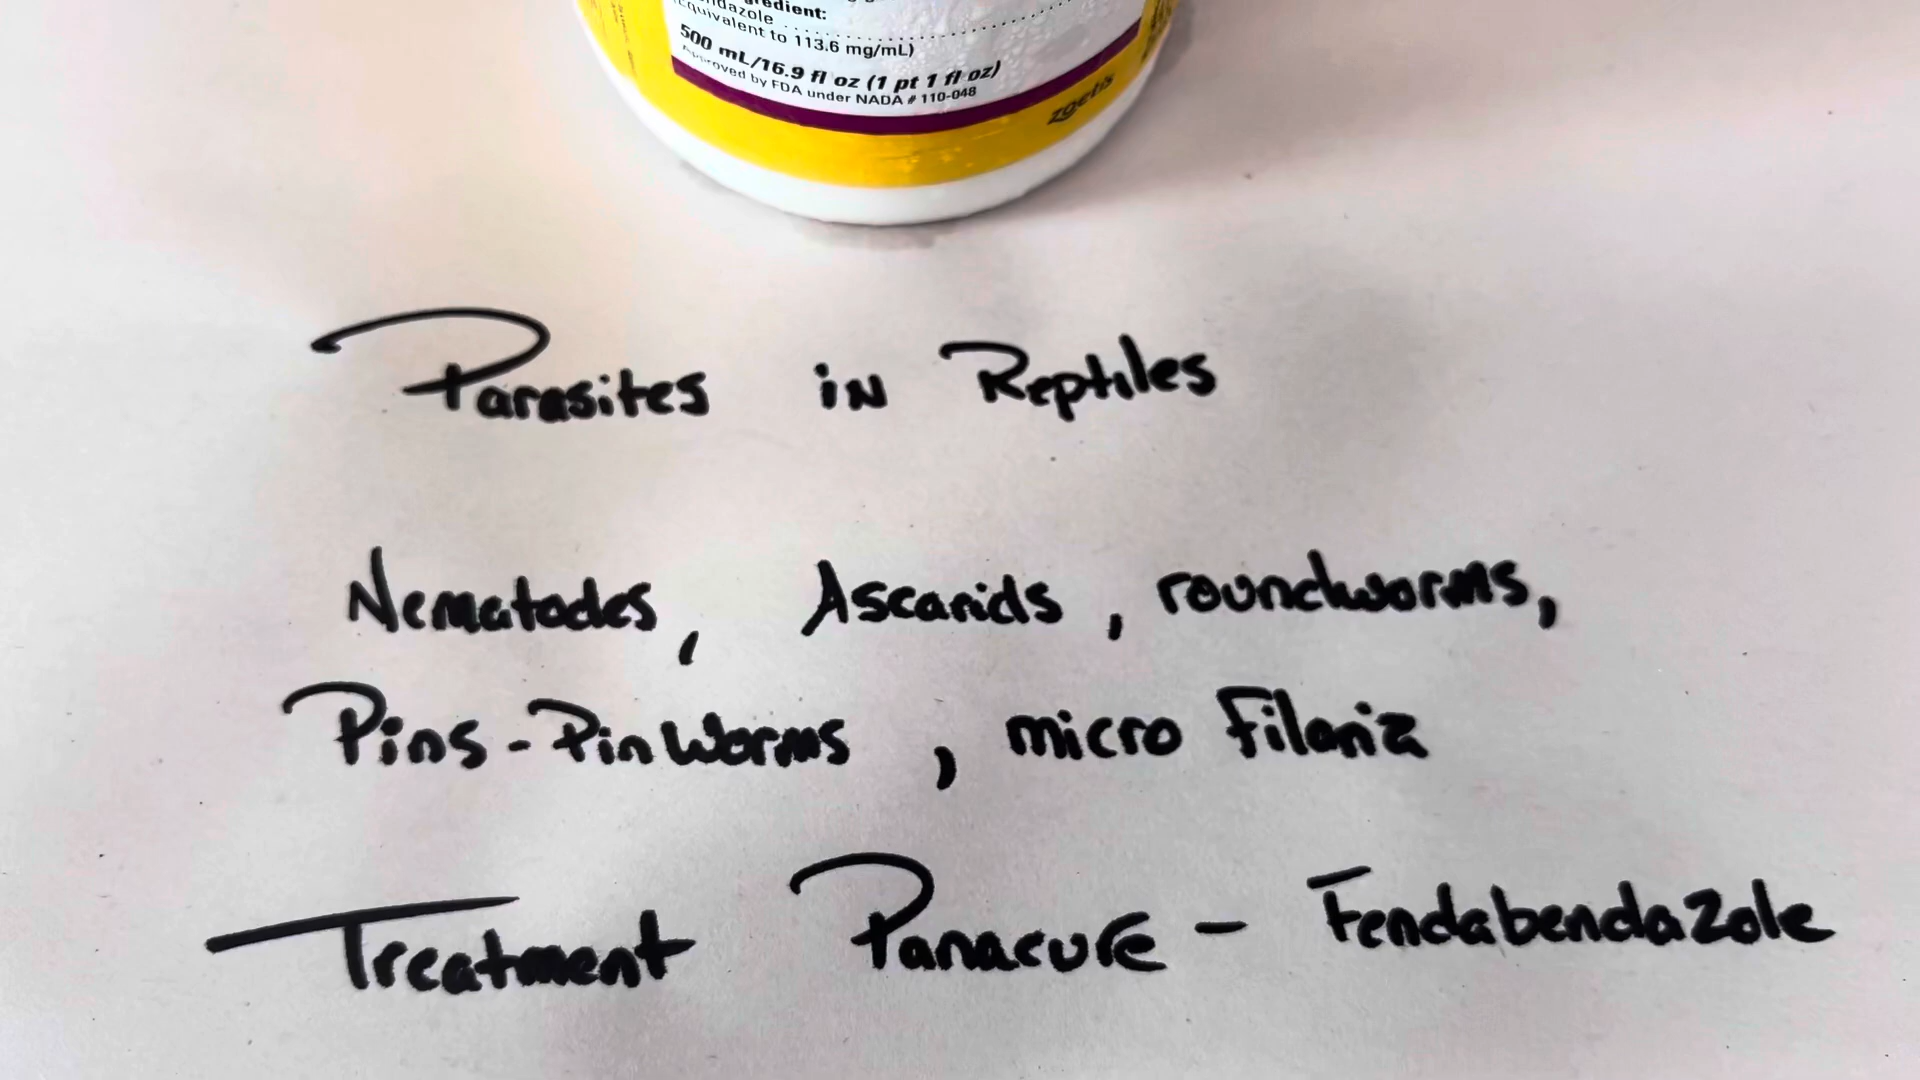 redient:
ndazole
equivalent to 113.6 mg/mL)
500 mL/16.9 fl oz (1 pt 1 fl oz)
Approved by FDA under NADA # 110-048
zoetis
Parasites in Reptiles
Nematodes, Ascarids, roundworms,
Pins-Pinworms, micro filaria
Treatment Panacure - Fendabendazole